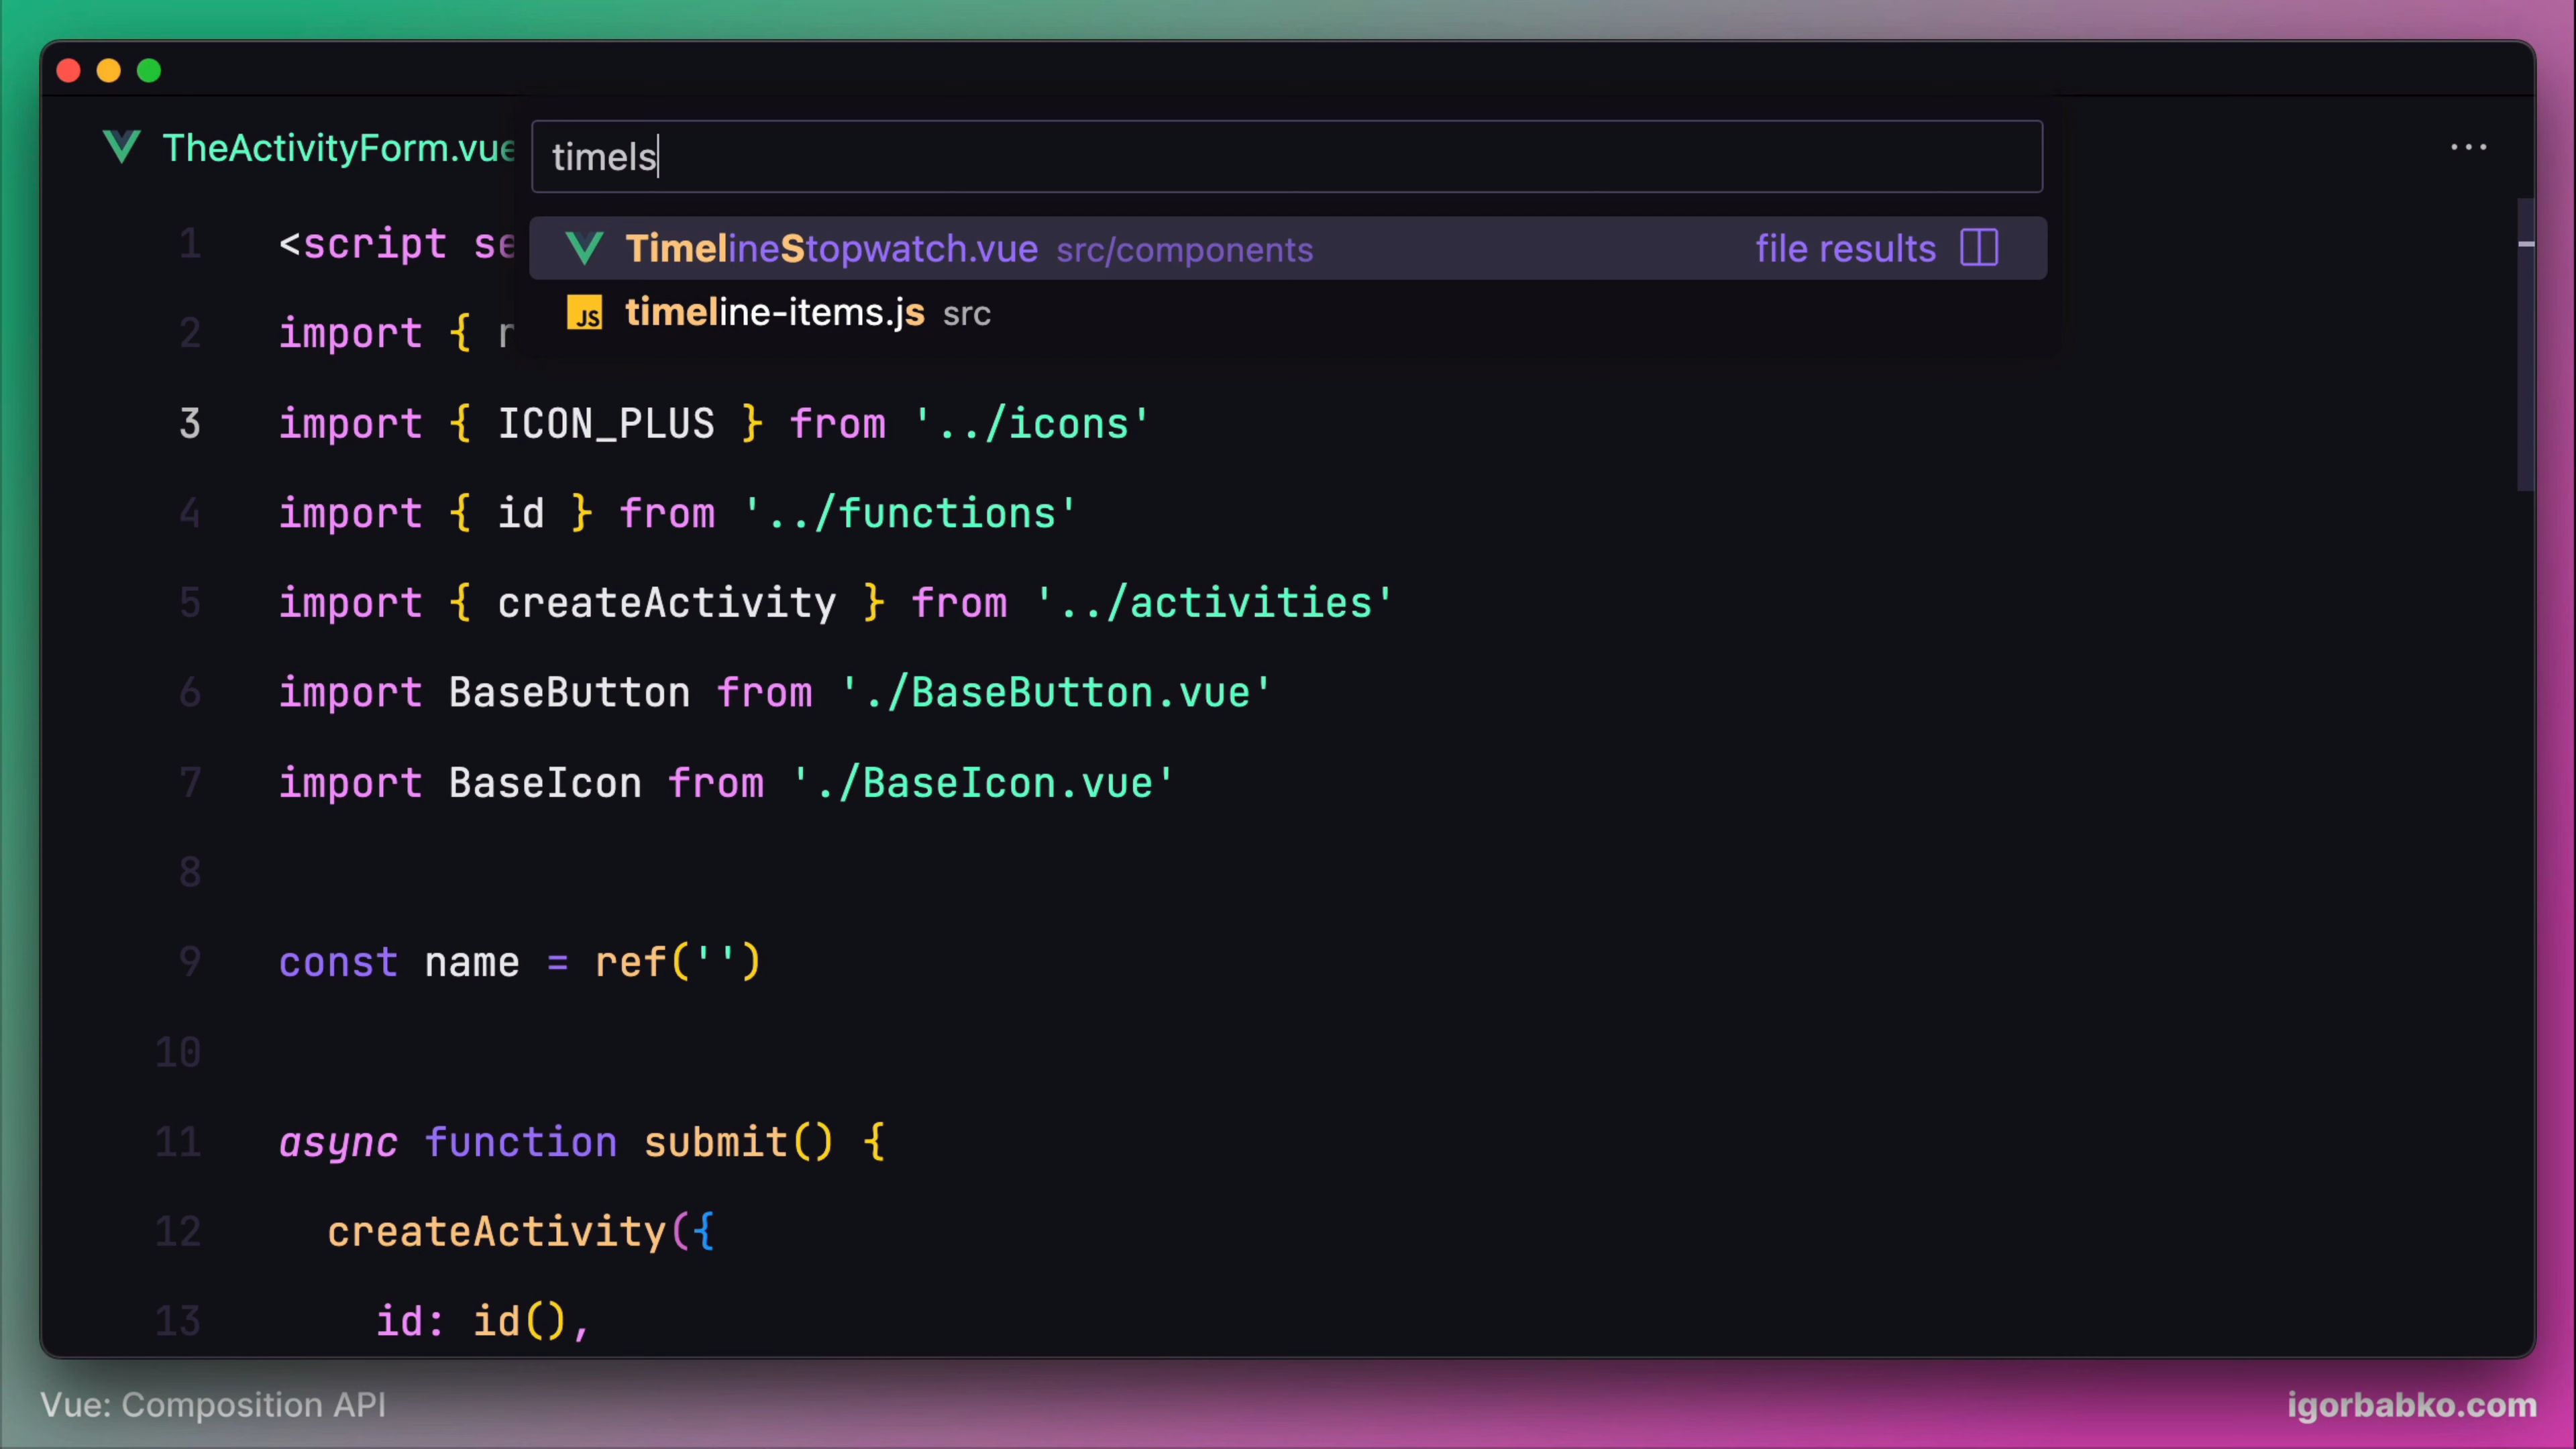 TheActivityForm.vue
timels
TimelineStopwatch.vue src/components file results
timeline-items.js src
1 <script se
2 import { r
3 import { ICON_PLUS } from '../icons'
4 import { id } from '../functions'
5 import { createActivity } from '../activities'
6 import BaseButton from './BaseButton.vue'
7 import BaseIcon from './BaseIcon.vue'
8
9 const name = ref('')
10
11 async function submit() {
12 createActivity({
13 id: id(),
Vue: Composition API
igorbabko.com